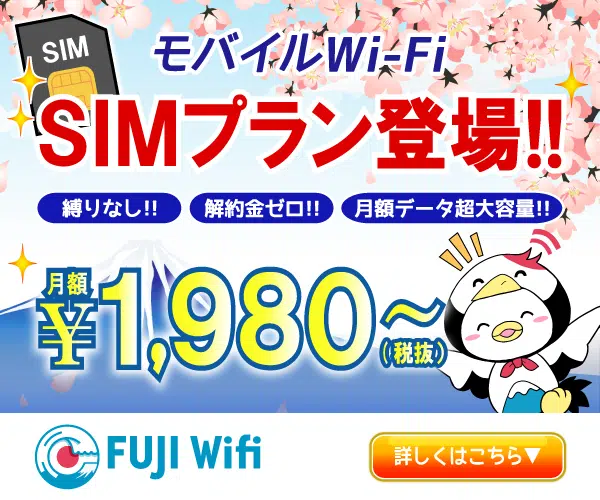 SIM
モバイルWi-Fi
SIMプラン登場!!
縛りなし!!
解約金ゼロ!!
月額データ超大容量!!
月額
¥1,980～
(税抜)
FUJI Wifi
詳しくはこちら▼